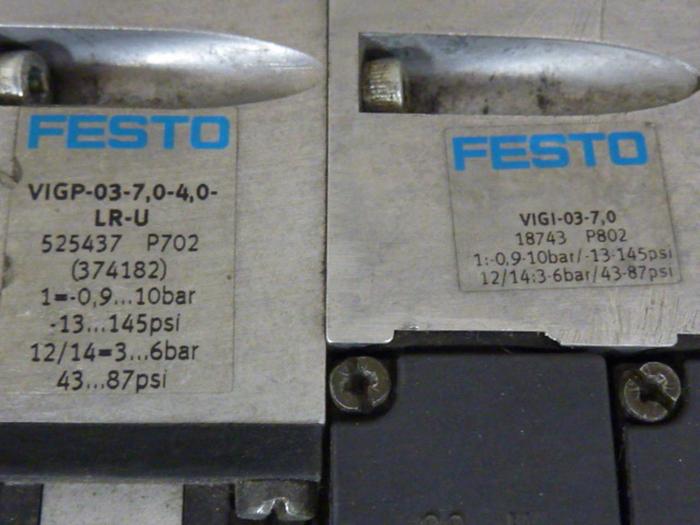 FESTO
VIGP-03-7,0-4,0-
LR-U
525437 P702
(374182)
1=-0,9...10bar
-13...145psi
12/14=3...6bar
43...87psi
FESTO
VIGI-03-7,0
18743 P802
1:-0,9-10bar/-13-145psi
12/14:3-6bar/43-87psi